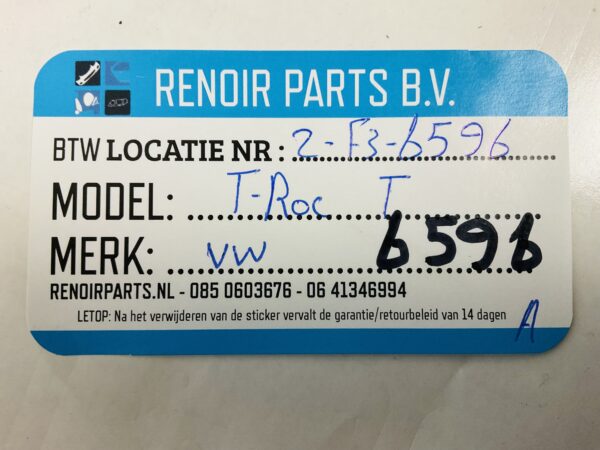 RENOIR PARTS B.V.
BTW LOCATIE NR : 2-F3-6596
MODEL: T-Roc T
MERK: VW 6596
RENOIRPARTS.NL - 085 0603676 - 06 41346994
LETOP: Na het verwijderen van de sticker vervalt de garantie/retourbeleid van 14 dagen
A